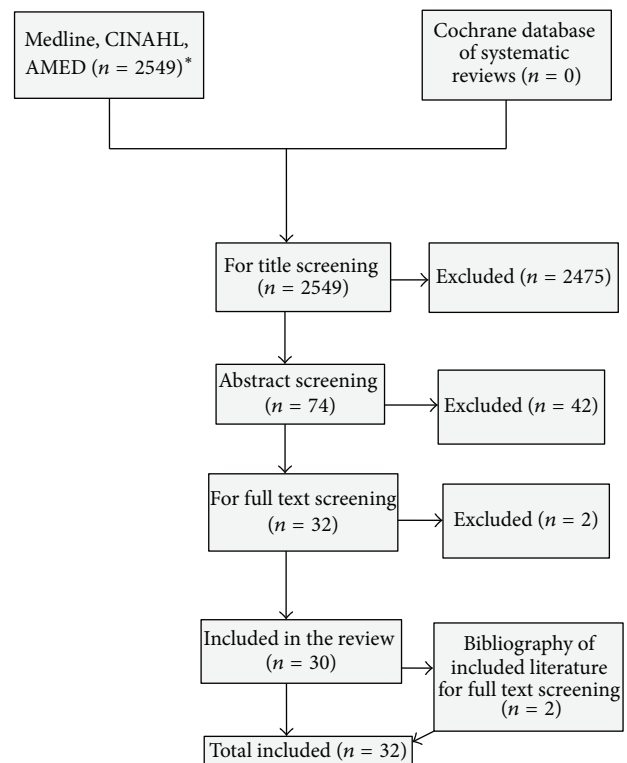 Medline, CINAHL,
AMED (n = 2549)*
Cochrane database
of systematic
reviews (n = 0)
For title screening
(n = 2549)
Excluded (n = 2475)
Abstract screening
(n = 74)
Excluded (n = 42)
For full text screening
(n = 32)
Excluded (n = 2)
Included in the review
(n = 30)
Bibliography of
included literature
for full text screening
(n = 2)
Total included (n = 32)